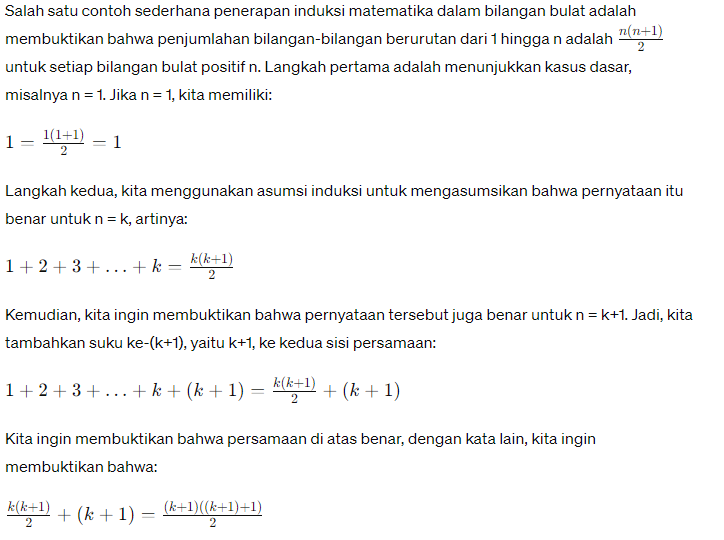 Salah satu contoh sederhana penerapan induksi matematika dalam bilangan bulat adalah
membuktikan bahwa penjumlahan bilangan-bilangan berurutan dari 1 hingga n adalah \frac{n(n+1)}{2}
untuk setiap bilangan bulat positif n. Langkah pertama adalah menunjukkan kasus dasar,
misalnya n = 1. Jika n = 1, kita memiliki:
1 = \frac{1(1+1)}{2} = 1
Langkah kedua, kita menggunakan asumsi induksi untuk mengasumsikan bahwa pernyataan itu
benar untuk n = k, artinya:
1 + 2 + 3 + … + k = \frac{k(k+1)}{2}
Kemudian, kita ingin membuktikan bahwa pernyataan tersebut juga benar untuk n = k+1. Jadi, kita
tambahkan suku ke-(k+1), yaitu k+1, ke kedua sisi persamaan:
1 + 2 + 3 + … + k + (k + 1) = \frac{k(k+1)}{2} + (k + 1)
Kita ingin membuktikan bahwa persamaan di atas benar, dengan kata lain, kita ingin
membuktikan bahwa:
\frac{k(k+1)}{2} + (k + 1) = \frac{(k+1)((k+1)+1)}{2}